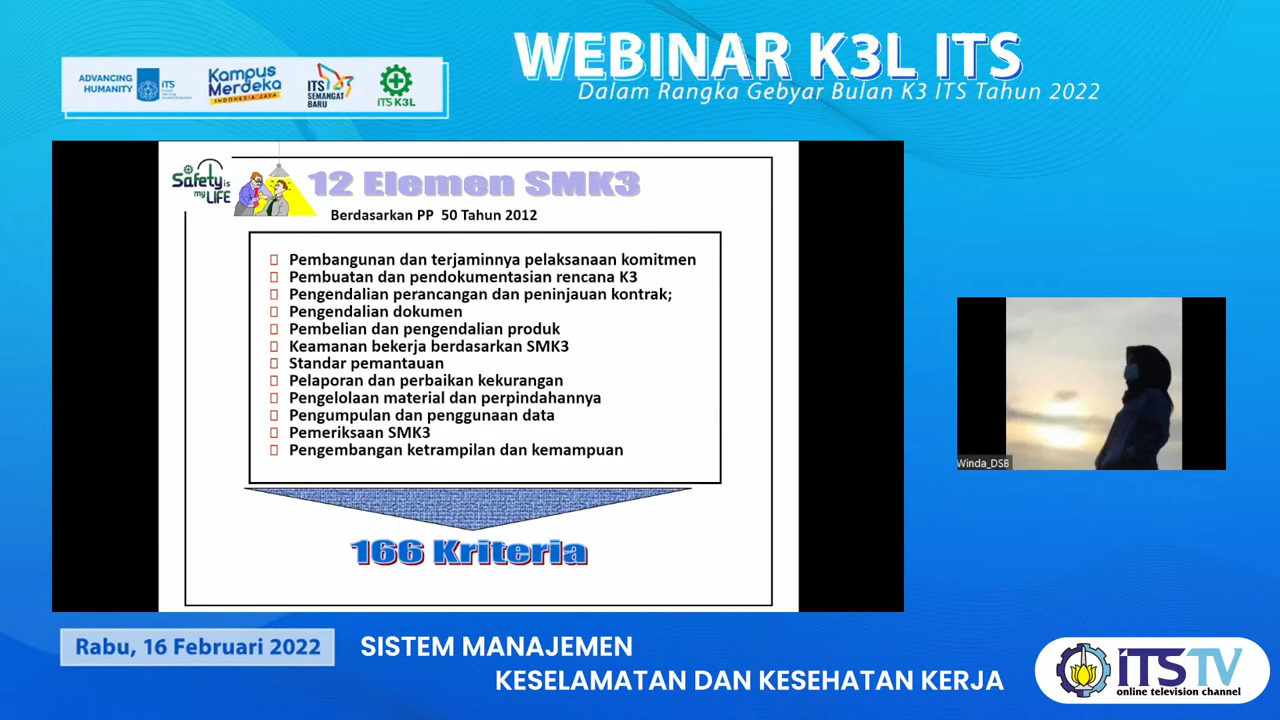 ADVANCING
HUMANITY
ITS
Kampus
Merdeka
INDONESIA JAYA
ITS
SEMANGAT
BARU
ITS K3L
WEBINAR K3L ITS
Dalam Rangka Gebyar Bulan K3 ITS Tahun 2022
Safety is
my LIFE
12 Elemen SMK3
Berdasarkan PP 50 Tahun 2012
Pembangunan dan terjaminnya pelaksanaan komitmen
Pembuatan dan pendokumentasian rencana K3
Pengendalian perancangan dan peninjauan kontrak;
Pengendalian dokumen
Pembelian dan pengendalian produk
Keamanan bekerja berdasarkan SMK3
Standar pemantauan
Pelaporan dan perbaikan kekurangan
Pengelolaan material dan perpindahannya
Pengumpulan dan penggunaan data
Pemeriksaan SMK3
Pengembangan ketrampilan dan kemampuan
166 Kriteria
Winda_DSB
Rabu, 16 Februari 2022
SISTEM MANAJEMEN
KESELAMATAN DAN KESEHATAN KERJA
iTSTV
online television channel